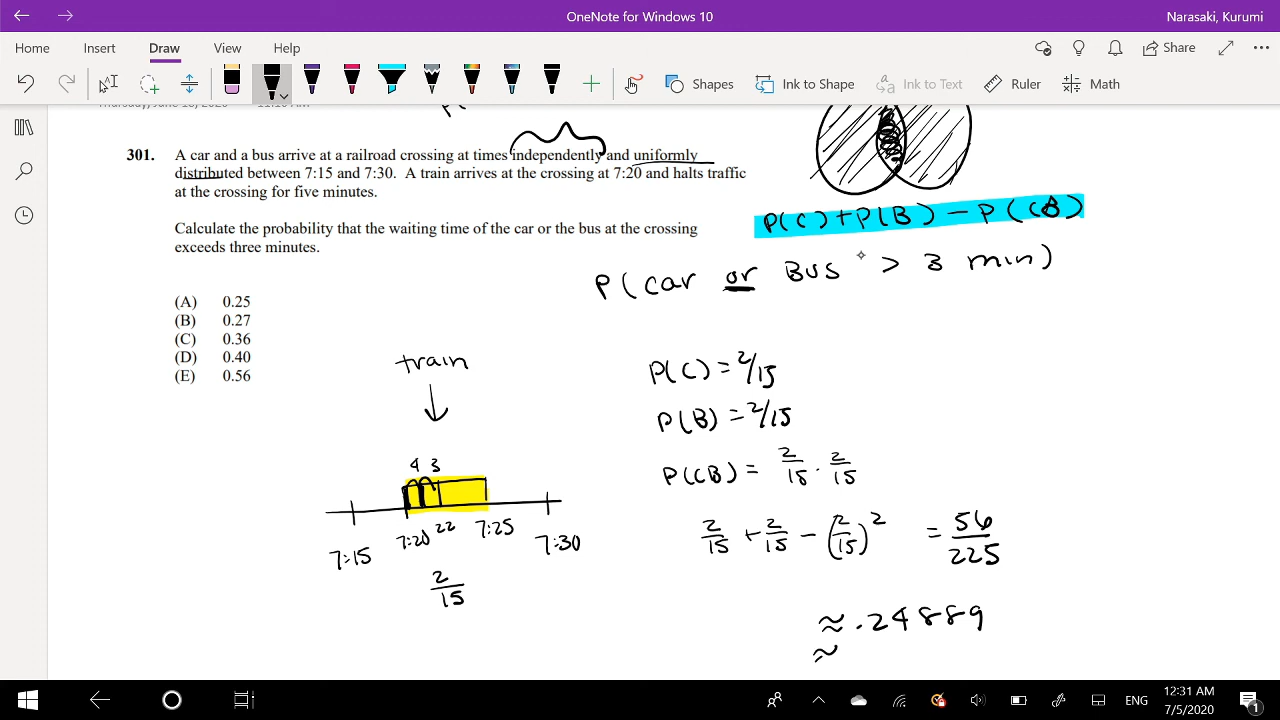 OneNote for Windows 10
Narasaki, Kurumi
Home Insert Draw View Help
Share
Shapes Ink to Shape Ink to Text Ruler Math
P(
301. A car and a bus arrive at a railroad crossing at times independently and uniformly
distributed between 7:15 and 7:30. A train arrives at the crossing at 7:20 and halts traffic
at the crossing for five minutes.
Calculate the probability that the waiting time of the car or the bus at the crossing
exceeds three minutes.
(A) 0.25
(B) 0.27
(C) 0.36
(D) 0.40
(E) 0.56
P(C)+P(B) - P(CB)
P(car or Bus > 3 min)
train
4 3
7:15 7:20 22 7:25 7:30
2/15
P(C) = 2/15
P(B) = 2/15
P(CB) = 2/15 · 2/15
2/15 + 2/15 - (2/15)² = 56/225
≈ .24889
≈
ENG
12:31 AM
7/5/2020
1